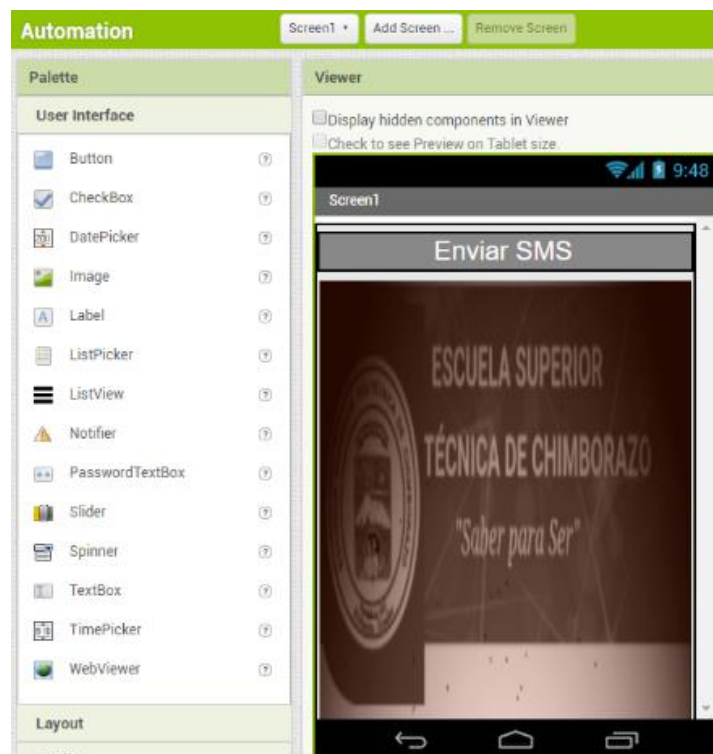 Automation
Screen1
Add Screen ...
Remove Screen
Palette
User Interface
Button
CheckBox
DatePicker
Image
Label
ListPicker
ListView
Notifier
PasswordTextBox
Slider
Spinner
TextBox
TimePicker
WebViewer
Layout
Viewer
Display hidden components in Viewer
Check to see Preview on Tablet size.
9:48
Screen1
Enviar SMS
ESCUELA SUPERIOR
TÉCNICA DE CHIMBORAZO
"Saber para Ser"